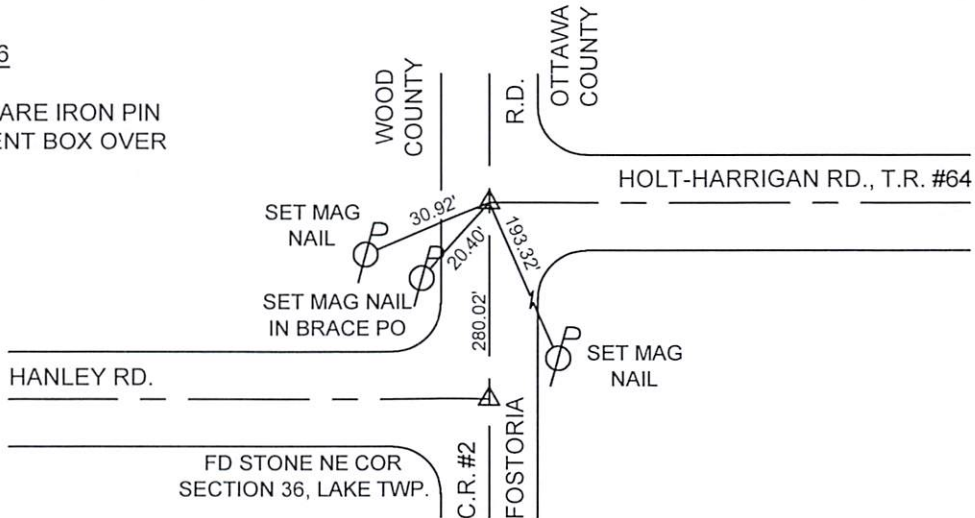 6
ARE IRON PIN
ENT BOX OVER
WOOD
COUNTY
R.D.
OTTAWA
COUNTY
HOLT-HARRIGAN RD., T.R. #64
SET MAG
NAIL
30.92'
20.40'
193.32'
SET MAG NAIL
IN BRACE PO
280.02'
SET MAG
NAIL
HANLEY RD.
FD STONE NE COR
SECTION 36, LAKE TWP.
C.R. #2
FOSTORIA